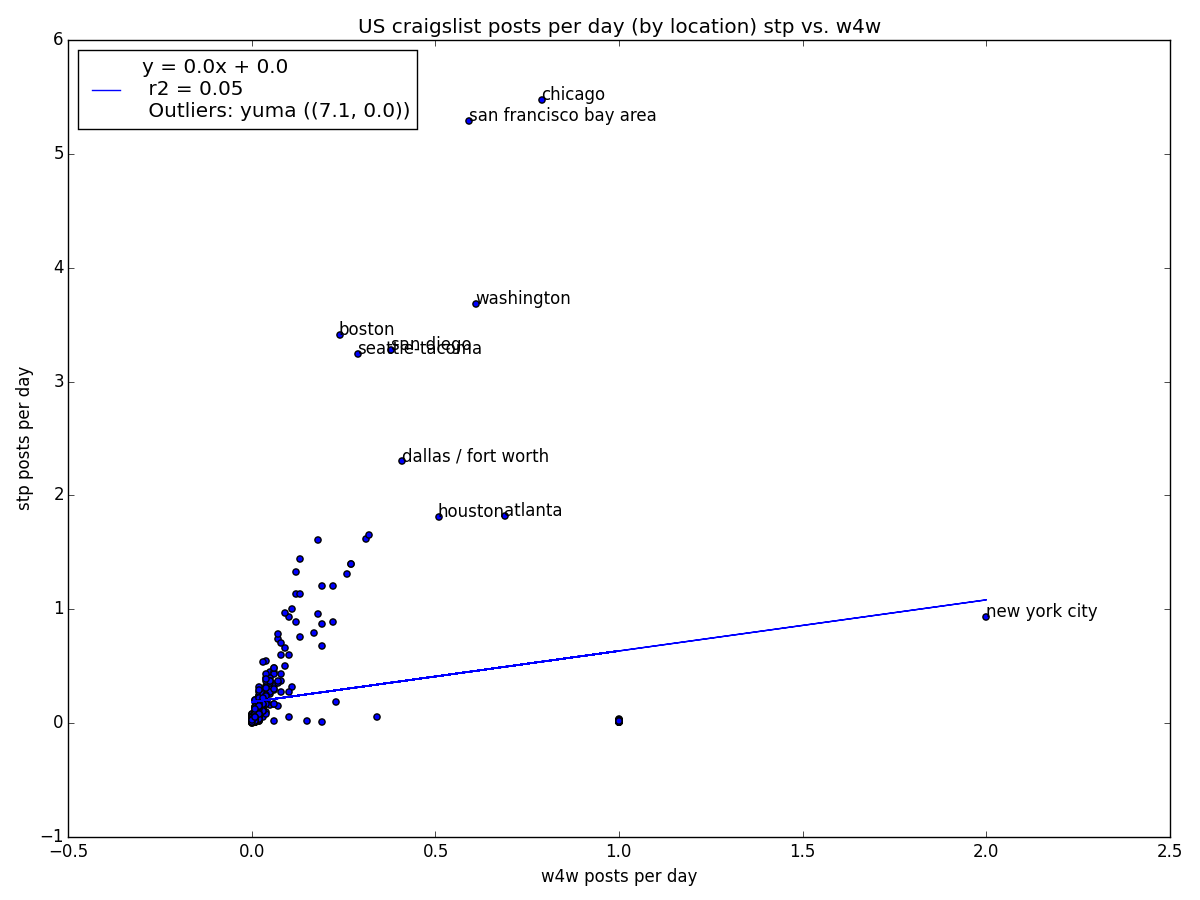 US craigslist posts per day (by location) stp vs. w4w
y = 0.0x + 0.0
r2 = 0.05
Outliers: yuma ((7.1, 0.0))
6
5
4
3
2
1
0
−1
stp posts per day
chicago
san francisco bay area
washington
boston
san diego
seattle-tacoma
dallas / fort worth
houston
atlanta
new york city
−0.5
0.0
0.5
1.0
1.5
2.0
2.5
w4w posts per day